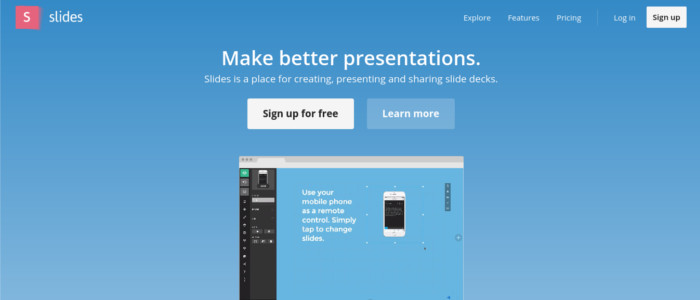 S slides
Explore Features Pricing Log in Sign up
Make better presentations.
Slides is a place for creating, presenting and sharing slide decks.
Sign up for free
Learn more
Use your
mobile phone
as a remote
control. Simply
tap to change
slides.